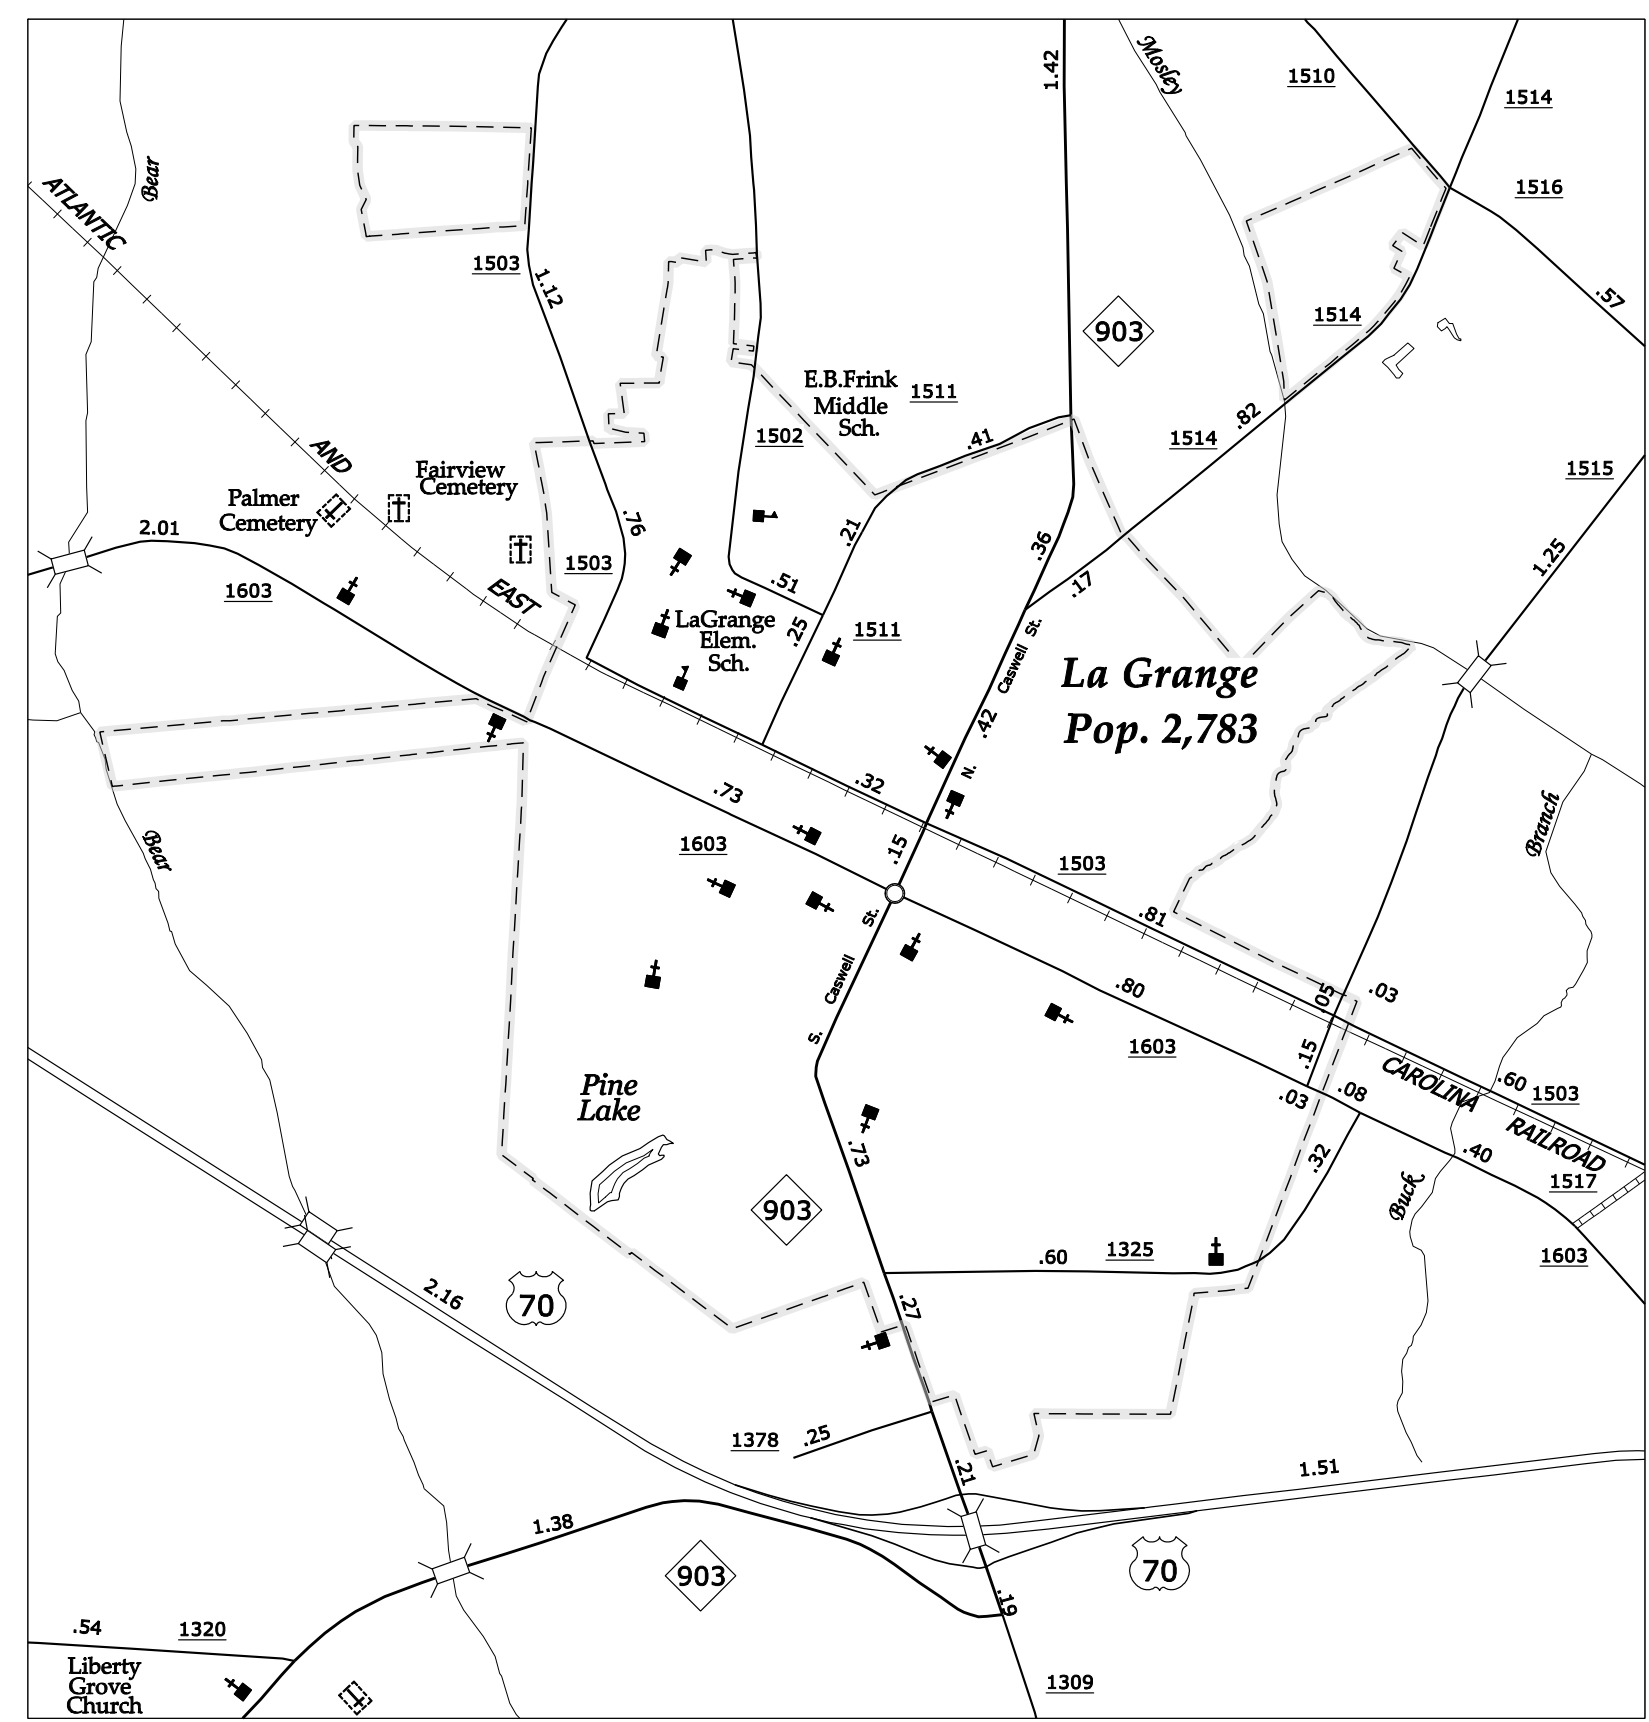 1.42
Mosley
1510
1514
Bear
ATLANTIC
1516
1503
1.12
.57
1514
903
E.B.Frink
Middle
Sch.
1511
.82
1502
.41
1514
AND
Fairview
Cemetery
1515
Palmer
Cemetery
2.01
.76
.21
.36
1.25
1603
EAST
1503
.51
.17
LaGrange
Elem.
Sch.
.25
1511
Caswell St.
La Grange
Pop. 2,783
.42
N.
.73
.32
Branch
Bear
1603
.15
1503
St.
.81
Caswell
.80
.05
.03
S.
1603
.15
CAROLINA
Pine
Lake
.03
.08
.60
1503
.73
.32
.40
RAILROAD
1517
903
Buck
.60
1325
1603
2.16
70
.27
1378
.25
.21
1.51
1.38
903
70
.19
.54
1320
Liberty
Grove
Church
1309